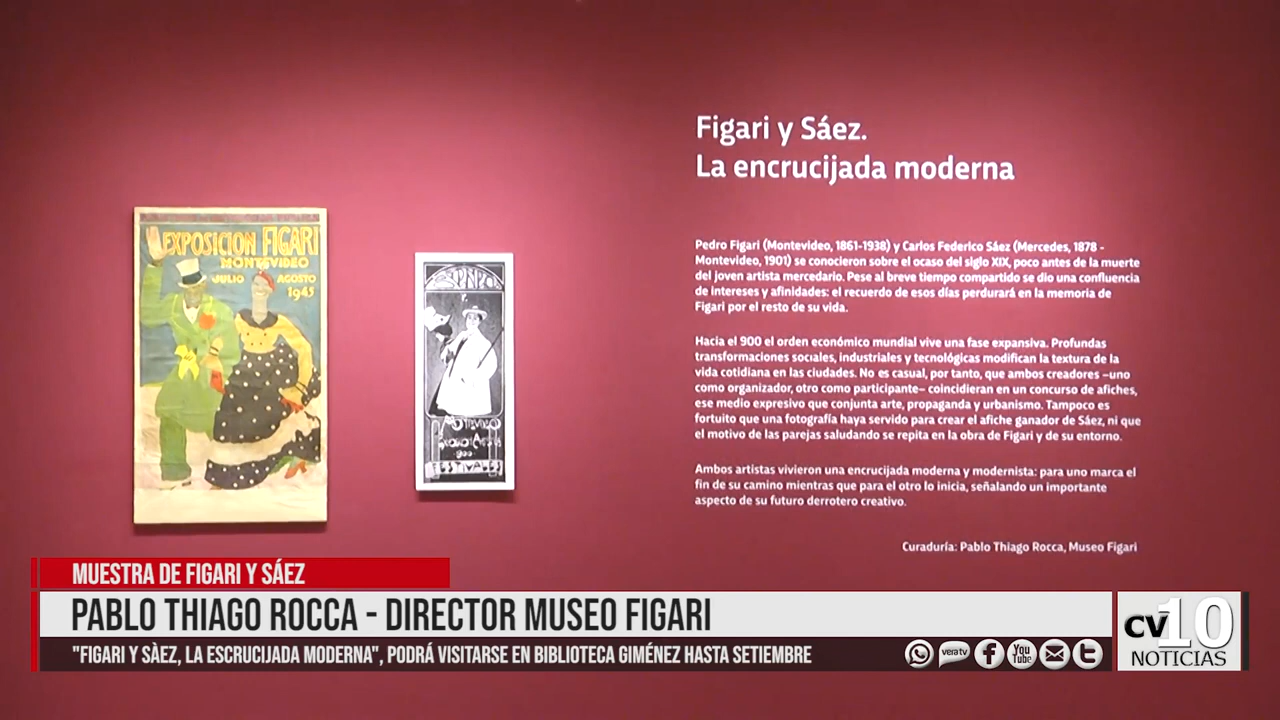 EXPOSICION FIGARI
MONTEVIDEO
JULIO AGOSTO
1945
FESTIVALES
Figari y Sáez.
La encrucijada moderna
Pedro Figari (Montevideo, 1861-1938) y Carlos Federico Sáez (Mercedes, 1878 -
Montevideo, 1901) se conocieron sobre el ocaso del siglo XIX, poco antes de la muerte
del joven artista mercedario. Pese al breve tiempo compartido se dio una confluencia
de intereses y afinidades: el recuerdo de esos días perdurará en la memoria de
Figari por el resto de su vida.
Hacia el 900 el orden económico mundial vive una fase expansiva. Profundas
transformaciones sociales, industriales y tecnológicas modifican la textura de la
vida cotidiana en las ciudades. No es casual, por tanto, que ambos creadores –uno
como organizador, otro como participante– coincidieran en un concurso de afiches,
ese medio expresivo que conjunta arte, propaganda y urbanismo. Tampoco es
fortuito que una fotografía haya servido para crear el afiche ganador de Sáez, ni que
el motivo de las parejas saludando se repita en la obra de Figari y de su entorno.
Ambos artistas vivieron una encrucijada moderna y modernista: para uno marca el
fin de su camino mientras que para el otro lo inicia, señalando un importante
aspecto de su futuro derrotero creativo.
Curaduría: Pablo Thiago Rocca, Museo Figari
MUESTRA DE FIGARI Y SÁEZ
PABLO THIAGO ROCCA - DIRECTOR MUSEO FIGARI
"FIGARI Y SÀEZ, LA ESCRUCIJADA MODERNA", PODRÁ VISITARSE EN BIBLIOTECA GIMÉNEZ HASTA SETIEMBRE
vera tv
You
Tube
CV 10
NOTICIAS